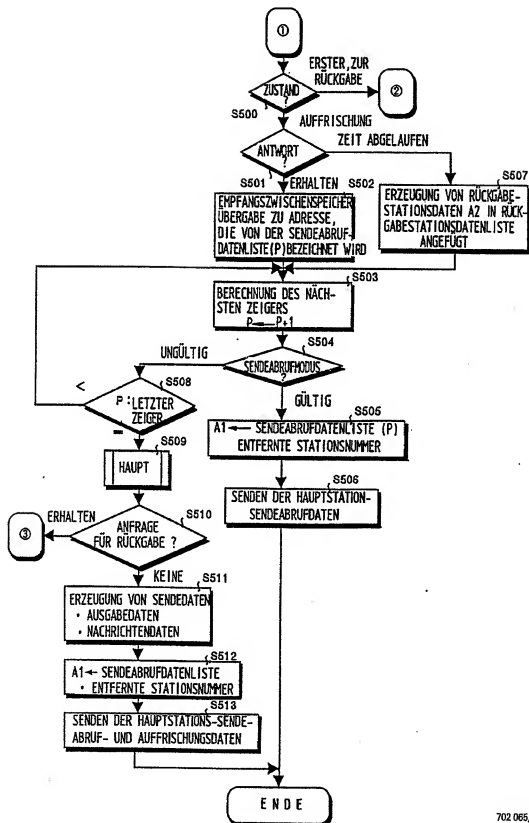 ①
ERSTER, ZUR
RÜCKGABE
ZUSTAND
?
②
S500
AUFFRISCHUNG
ZEIT ABGELAUFEN
ANTWORT
?
S501
ERHALTEN
S502
S507
EMPFANGSZWISCHENSPEICHER
ÜBERGABE ZU ADRESSE,
DIE VON DER SENDEABRUF-
DATENLISTE(P)BEZEICHNET WIRD
ERZEUGUNG VON RÜCKGABE-
STATIONSDATEN A2 IN RÜCK-
GABESTATIONSDATENLISTE
ANGEFÜGT
S503
BERECHNUNG DES NÄCH-
STEN ZEIGERS
P ← P+1
S504
UNGÜLTIG
SENDEABRUFMODUS
?
<
S508
P : LETZTER
ZEIGER
=
GÜLTIG
S505
A1 ← SENDEABRUFDATENLISTE (P)
ENTFERNTE STATIONSNUMMER
S509
HAUPT
S506
SENDEN DER HAUPTSTATION-
SENDEABRUFDATEN
S510
ERHALTEN
③
ANFRAGE
FÜR RÜCKGABE ?
KEINE
S511
ERZEUGUNG VON SENDEDATEN
• AUSGABEDATEN
• NACHRICHTENDATEN
S512
A1 ← SENDEABRUFDATENLISTE
• ENTFERNTE STATIONSNUMMER
S513
SENDEN DER HAUPTSTATIONS-SENDE-
ABRUF- UND AUFFRISCHUNGSDATEN
ENDE
702 065/